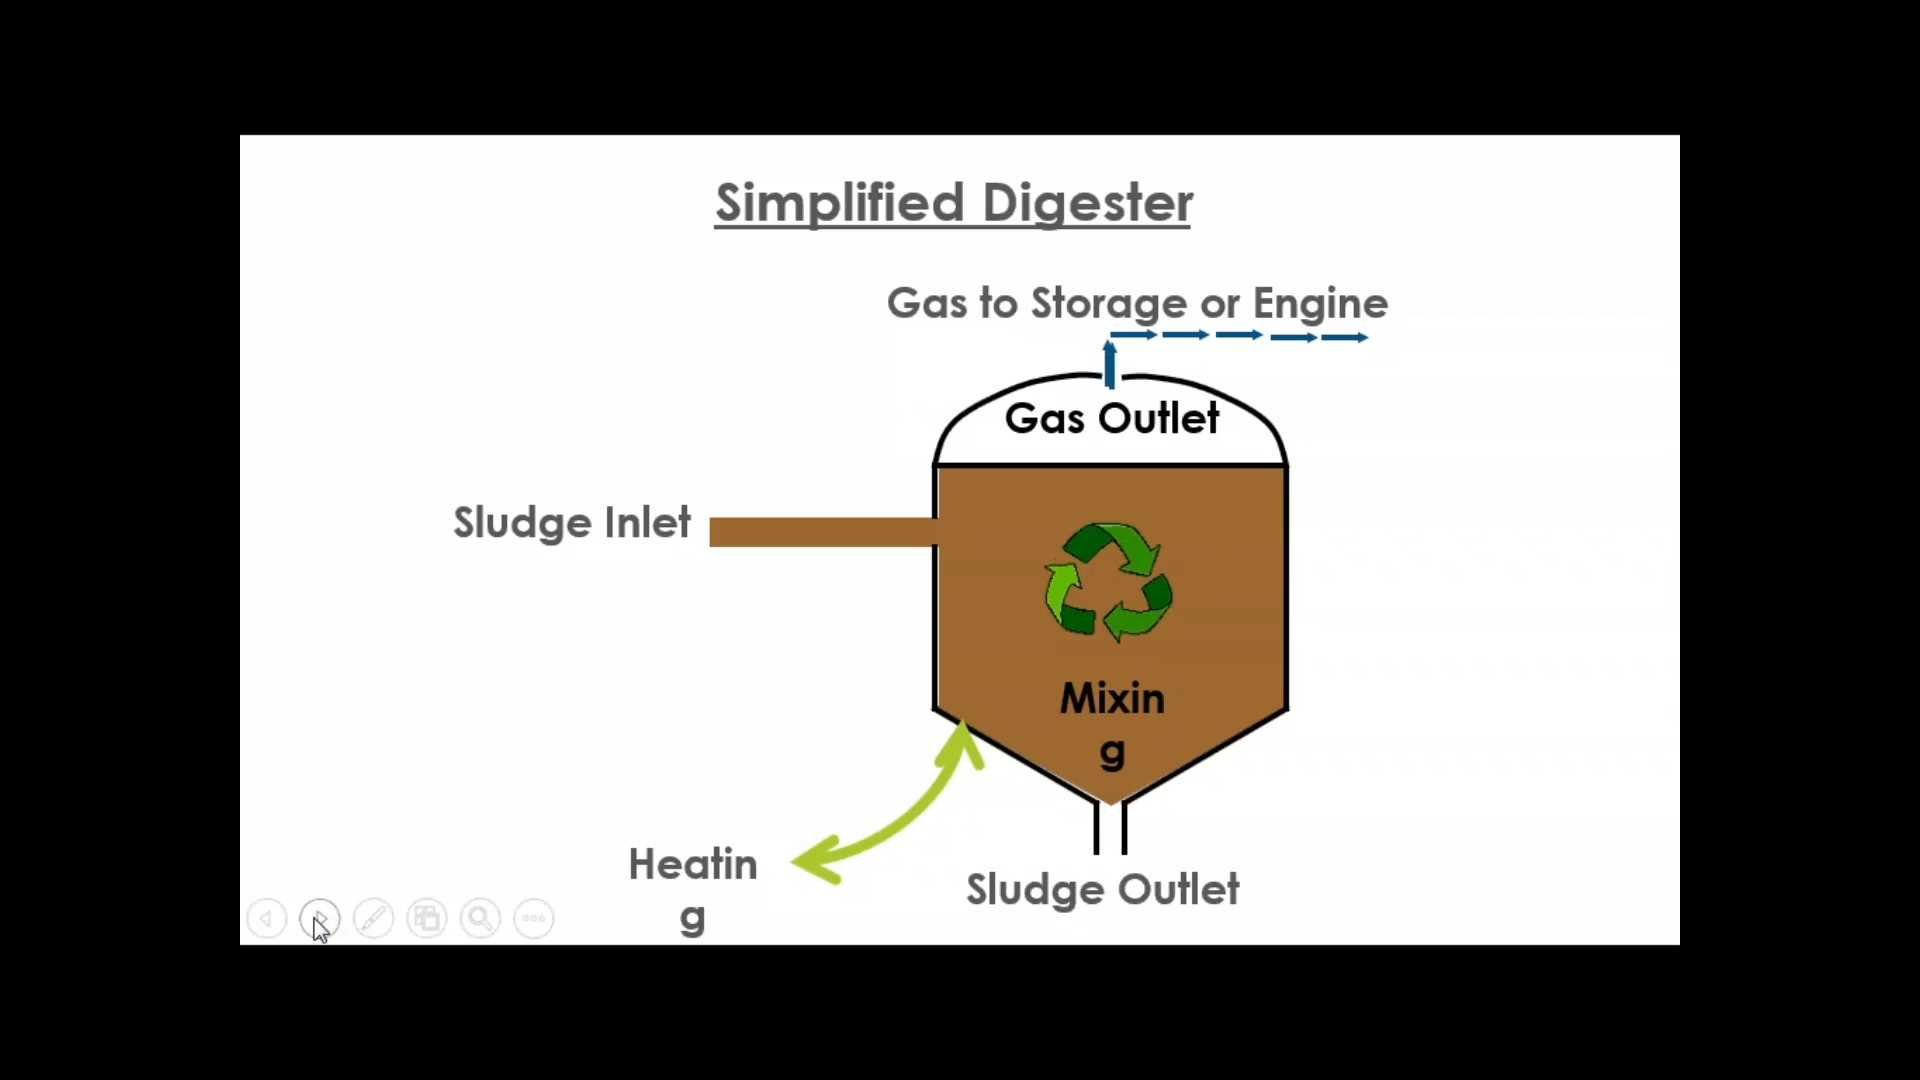 Simplified Digester
Gas to Storage or Engine
Gas Outlet
Sludge Inlet
Mixin
g
Heatin
g
Sludge Outlet